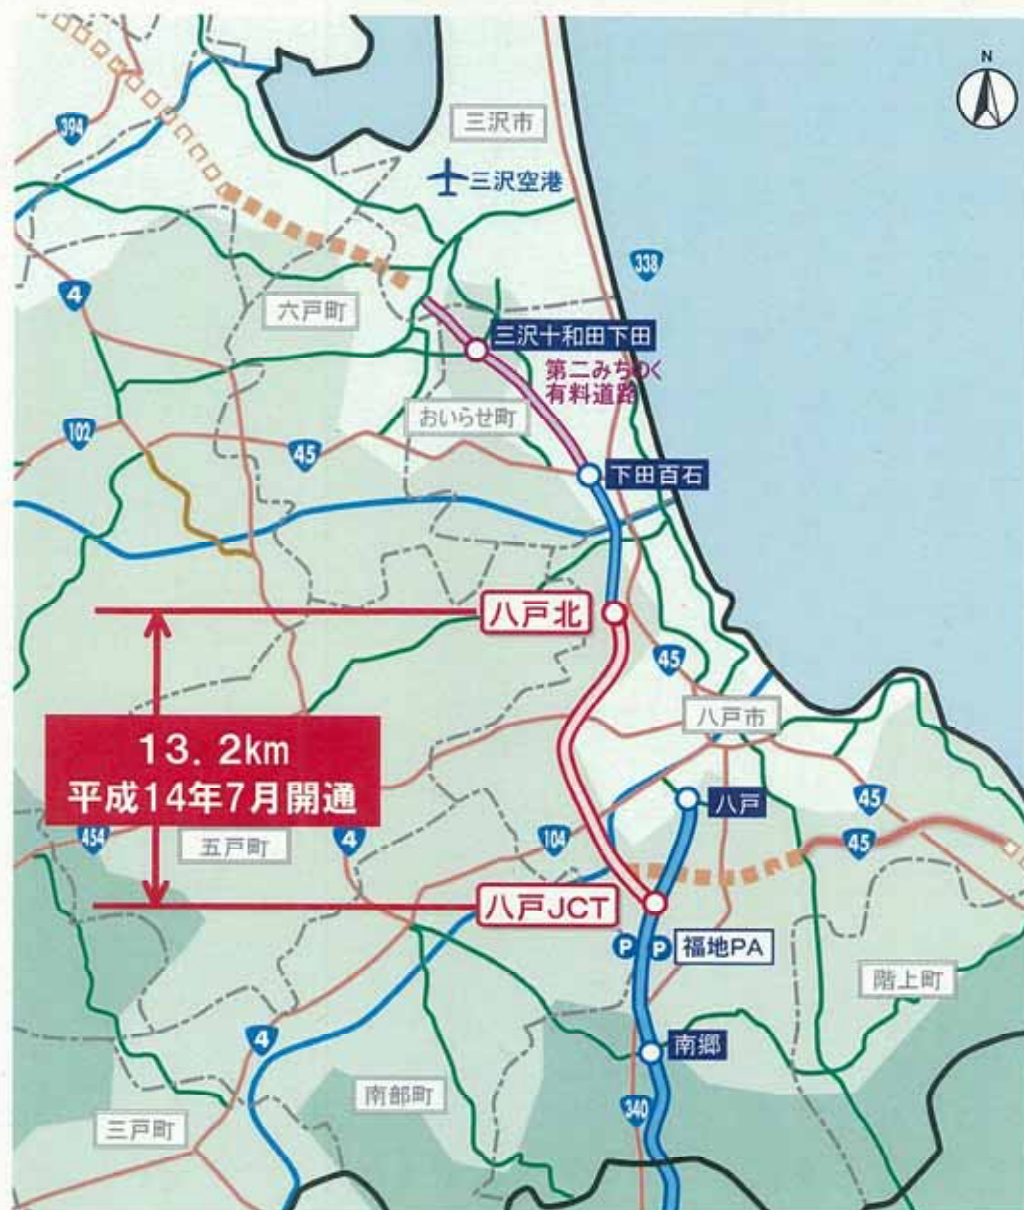 N
三沢市
394
三沢空港
338
4
六戸町
三沢十和田下田
第二みちのく
有料道路
おいらせ町
102
45
下田百石
八戸北
45
八戸市
13.2km
平成14年7月開通
八戸
45
454
五戸町
4
104
45
八戸JCT
P
P
福地PA
階上町
4
南郷
南部町
340
三戸町